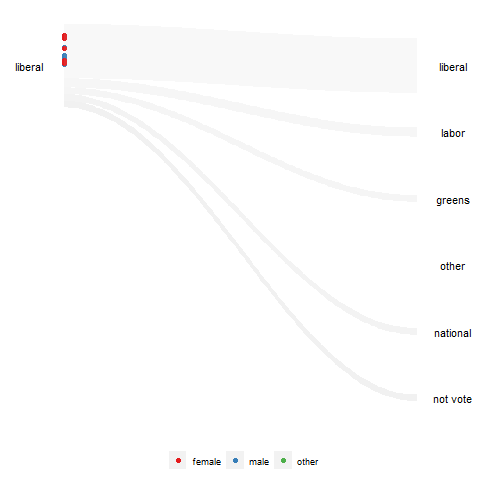 liberal
liberal
labor
greens
other
national
not vote
female male other